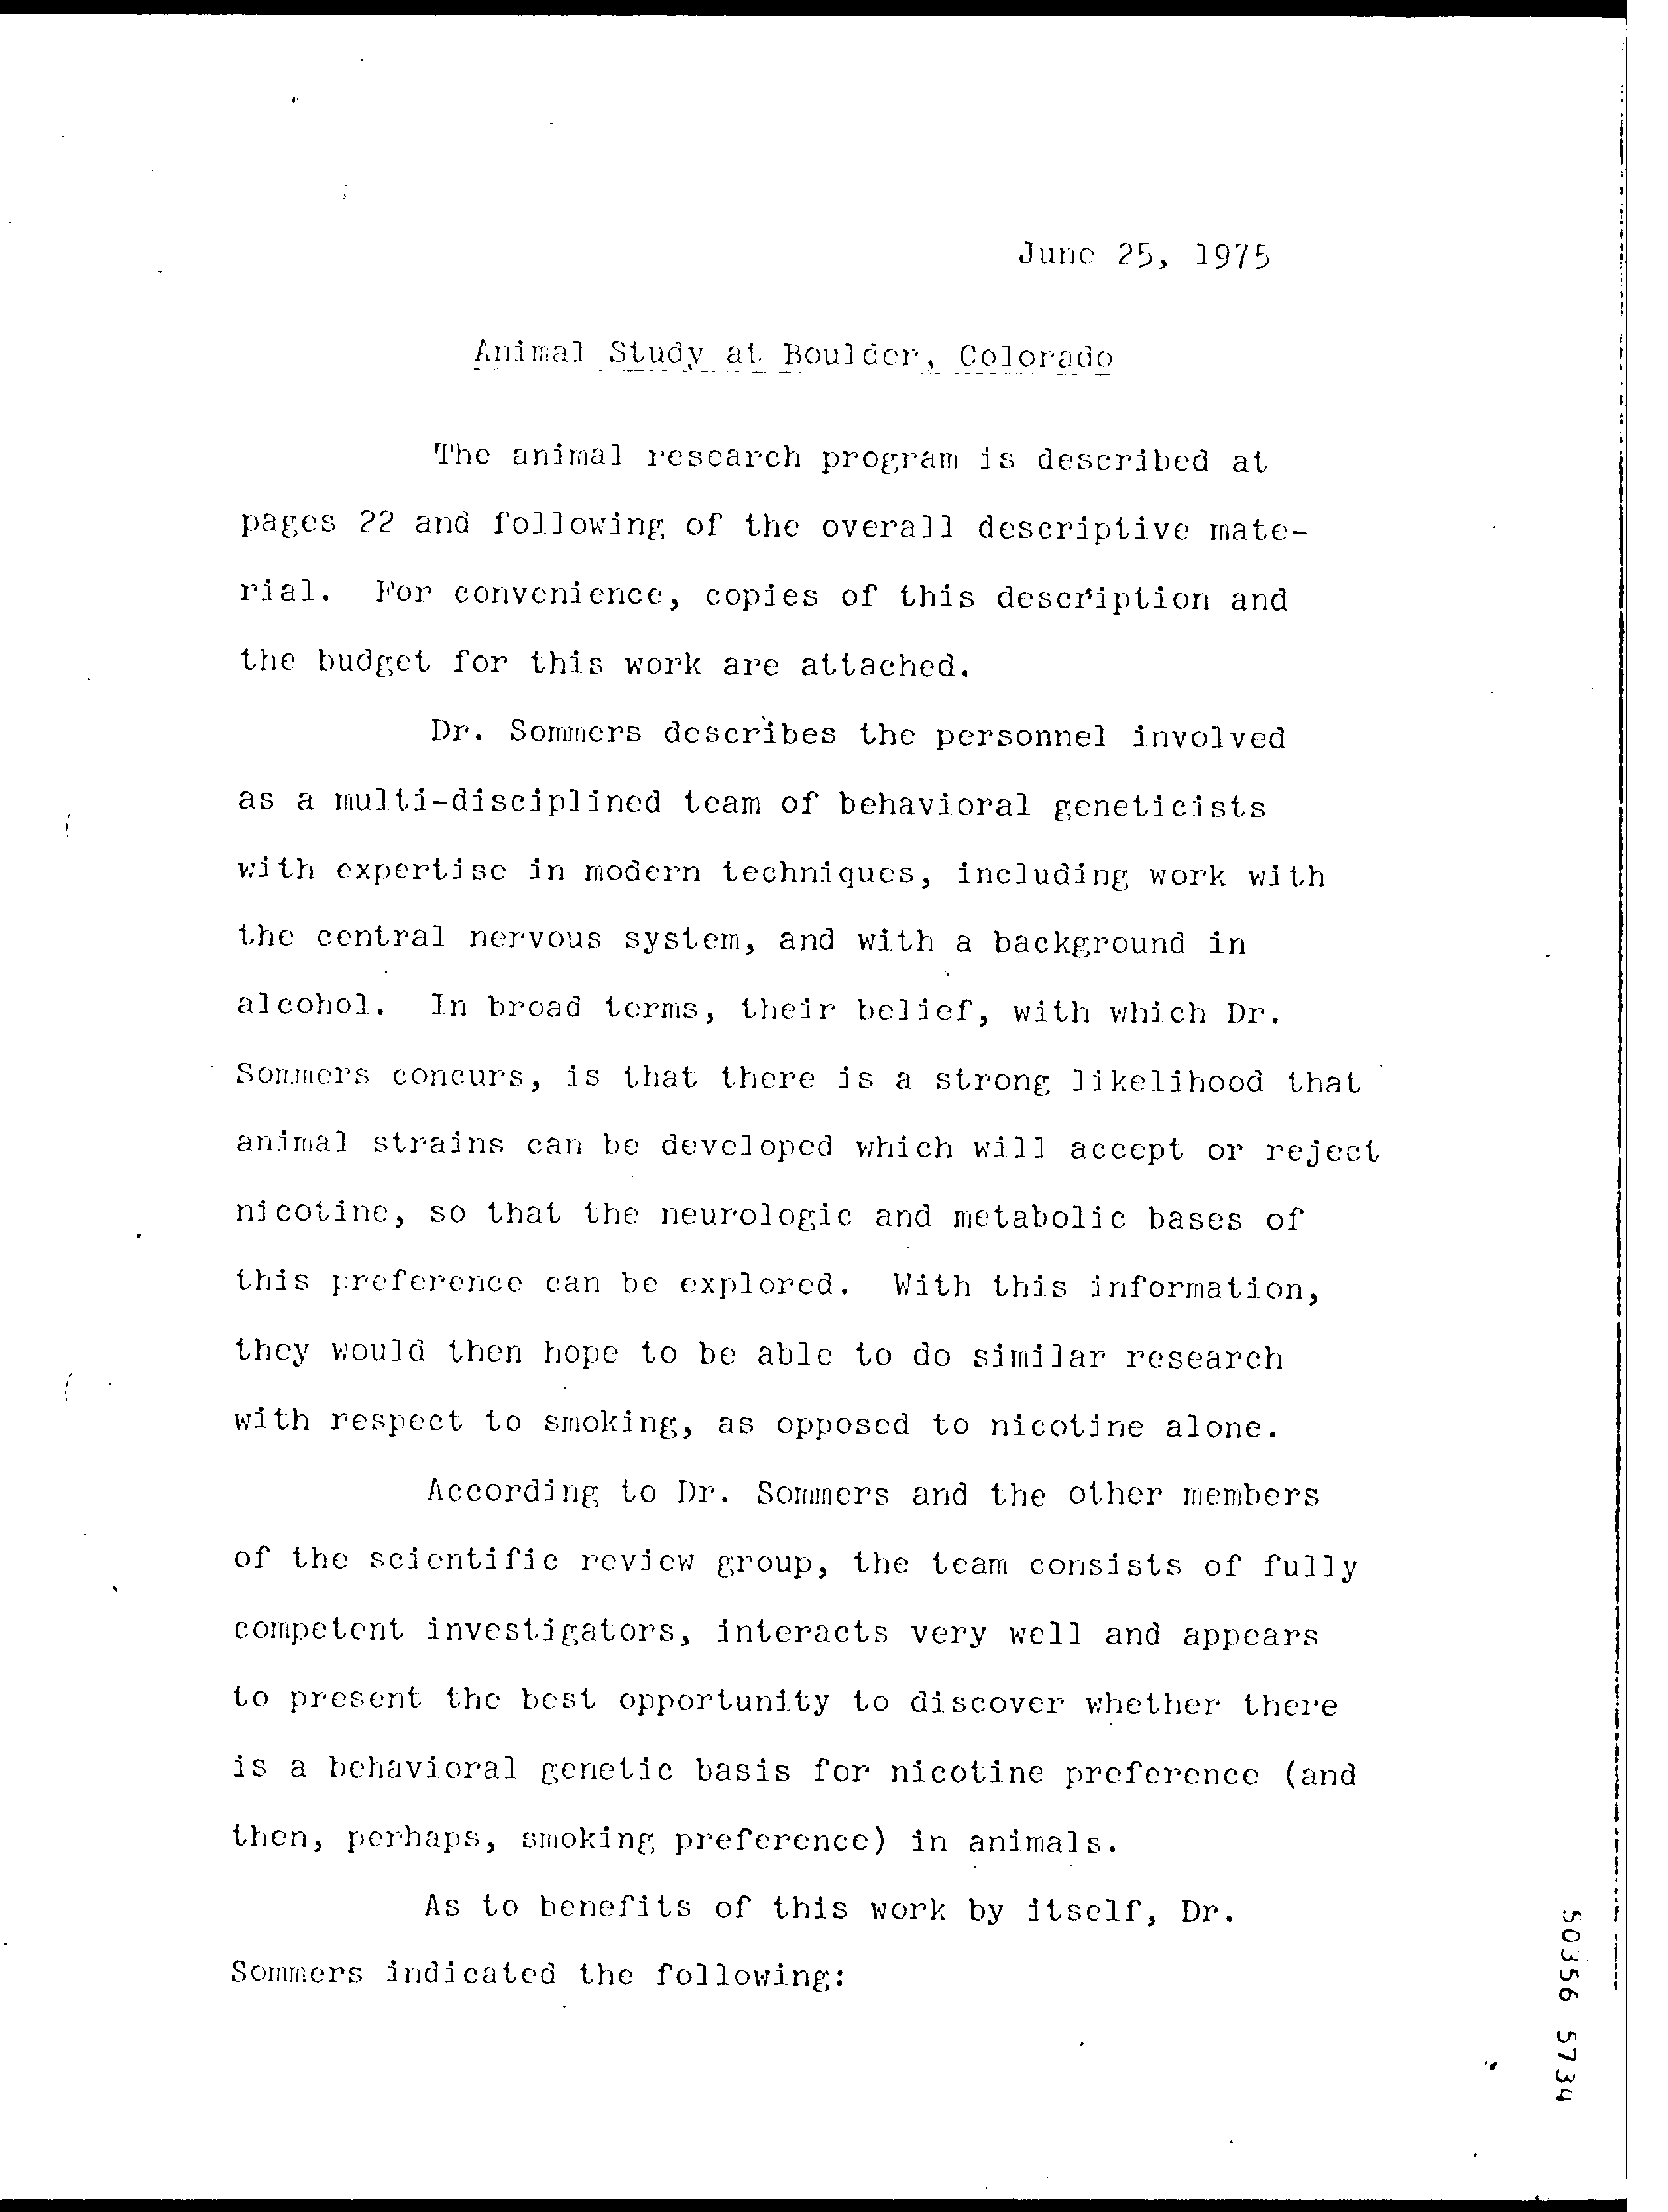 June 25, 1975
Animal Study at Boulder, Colorado
The animal research program is described at
pages 22 and following of the overall descriptive mate-
rial. For convenience, copies of this description and
the budget for this work are attached.
Dr. Sommers describes the personnel involved
as a multi-disciplined team of behavioral geneticists
with expertise in modern techniques, including work with
the central nervous system, and with a background in
alcohol. In broad terms, their belief, with which Dr.
Sommers concurs, is that there is a strong likelihood that
animal strains can be developed which will accept or reject
nicotine, so that the neurologic and metabolic bases of
this preference can be explored. With this information,
they would then hope to be able to do similar research
with respect to smoking, as opposed to nicotine alone.
According to Dr. Sommers and the other members
of the scientific review group, the team consists of fully
competent investigators, interacts very well and appears
to present the best opportunity to discover whether there
is a behavioral genetic basis for nicotine preference (and
then, perhaps, smoking preference) in animals.
As to benefits of this work by itself, Dr.
Sommers indicated the following:
50356 5734